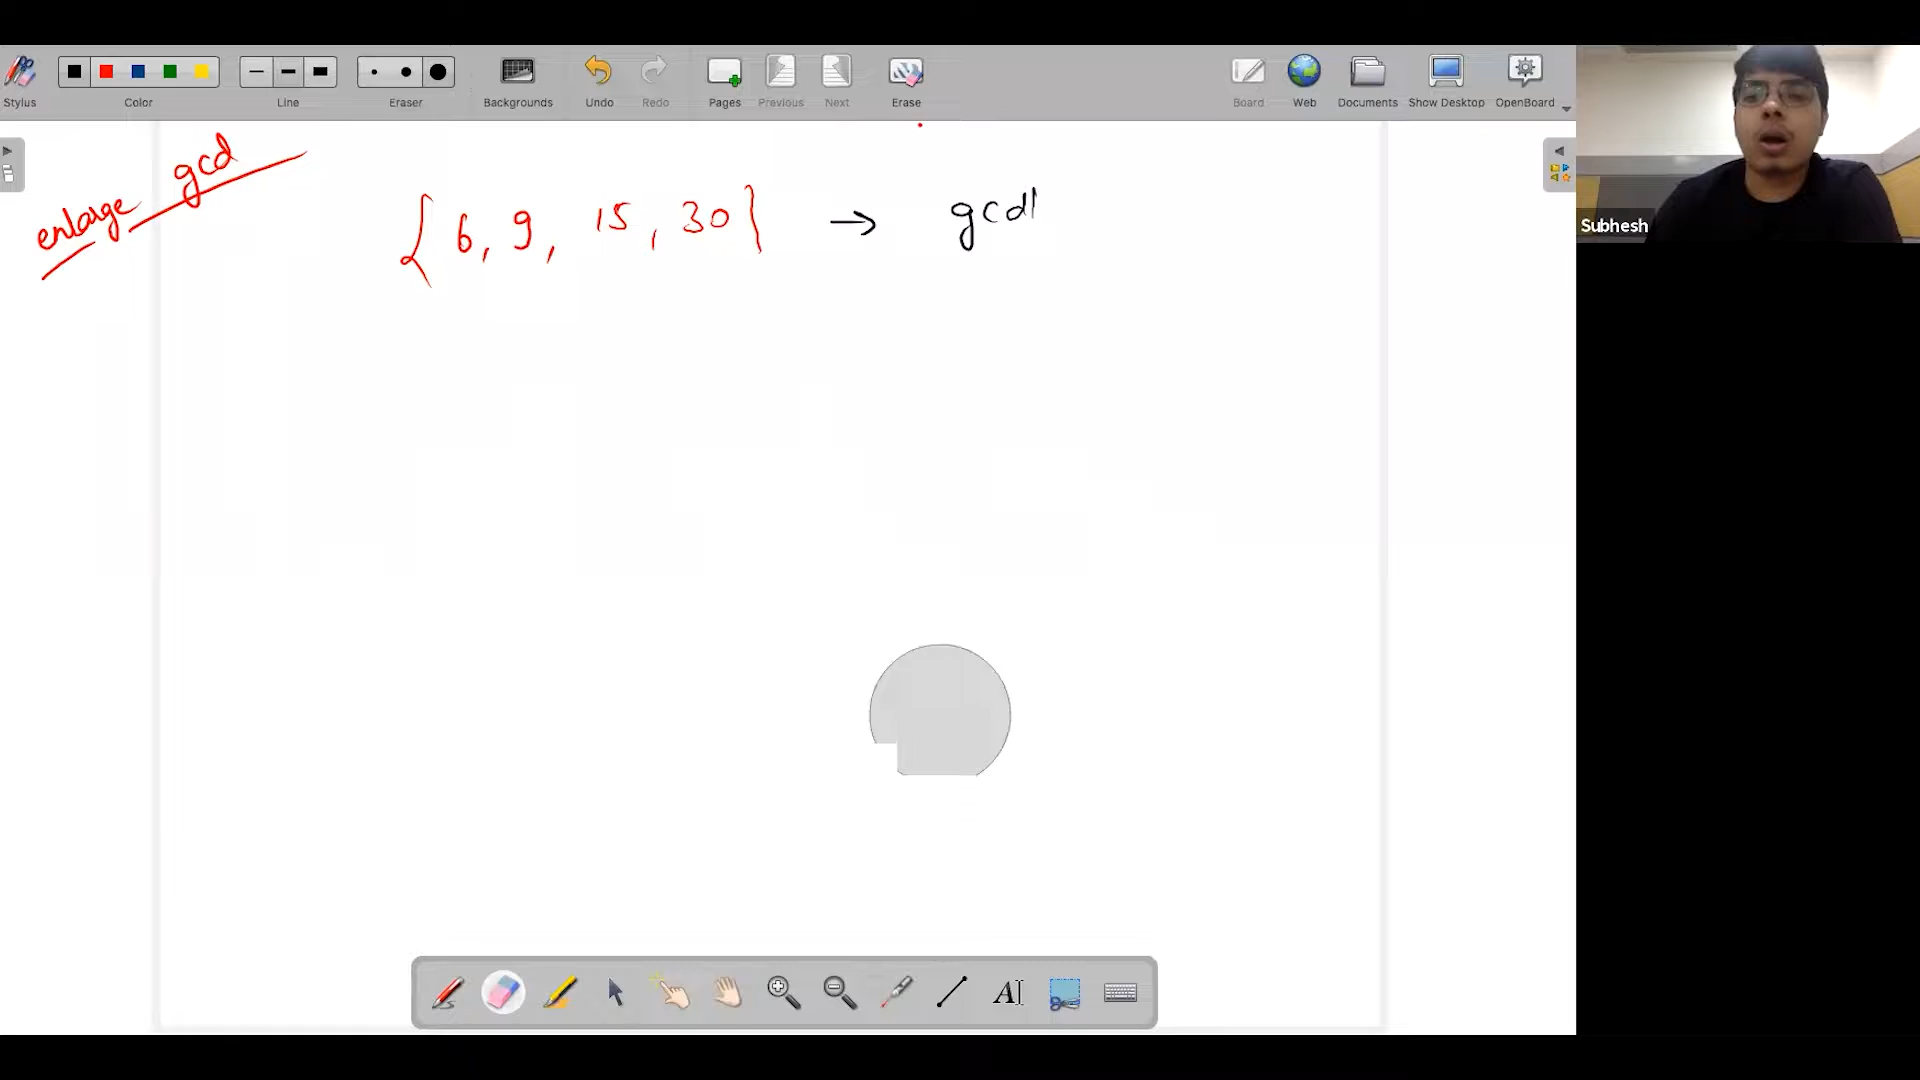 Stylus
Color
Line
Eraser
Backgrounds
Undo
Redo
Pages
Previous
Next
Erase
Board
Web
Documents
Show Desktop
OpenBoard
enlarge gcd
{ 6, 9, 15, 30 } → gcd
Subhesh
A